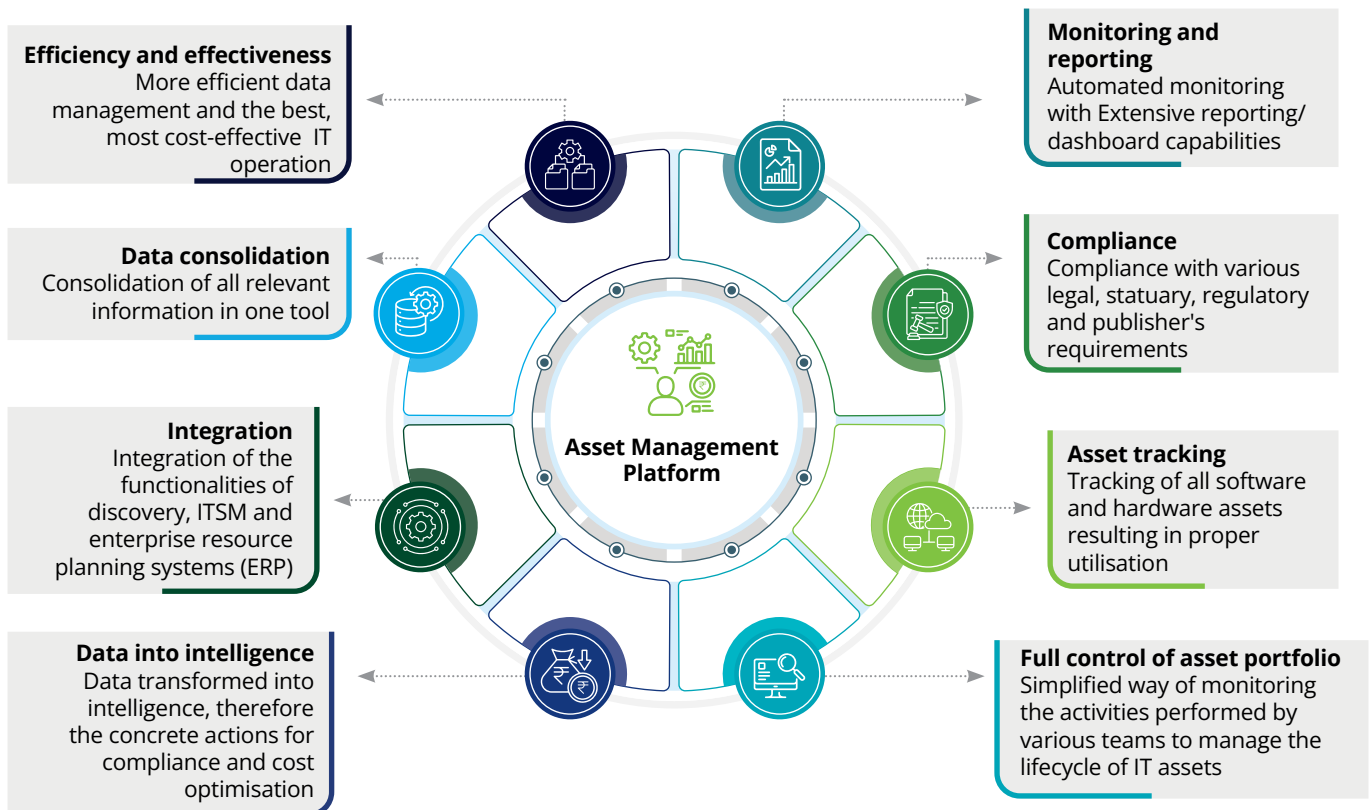 Efficiency and effectiveness
More efficient data
management and the best,
most cost-effective IT
operation
Data consolidation
Consolidation of all relevant
information in one tool
Integration
Integration of the
functionalities of
discovery, ITSM and
enterprise resource
planning systems (ERP)
Data into intelligence
Data transformed into
intelligence, therefore
the concrete actions for
compliance and cost
optimisation
Asset Management
Platform
Monitoring and
reporting
Automated monitoring
with Extensive reporting/
dashboard capabilities
Compliance
Compliance with various
legal, statuary, regulatory
and publisher's
requirements
Asset tracking
Tracking of all software
and hardware assets
resulting in proper
utilisation
Full control of asset portfolio
Simplified way of monitoring
the activities performed by
various teams to manage the
lifecycle of IT assets